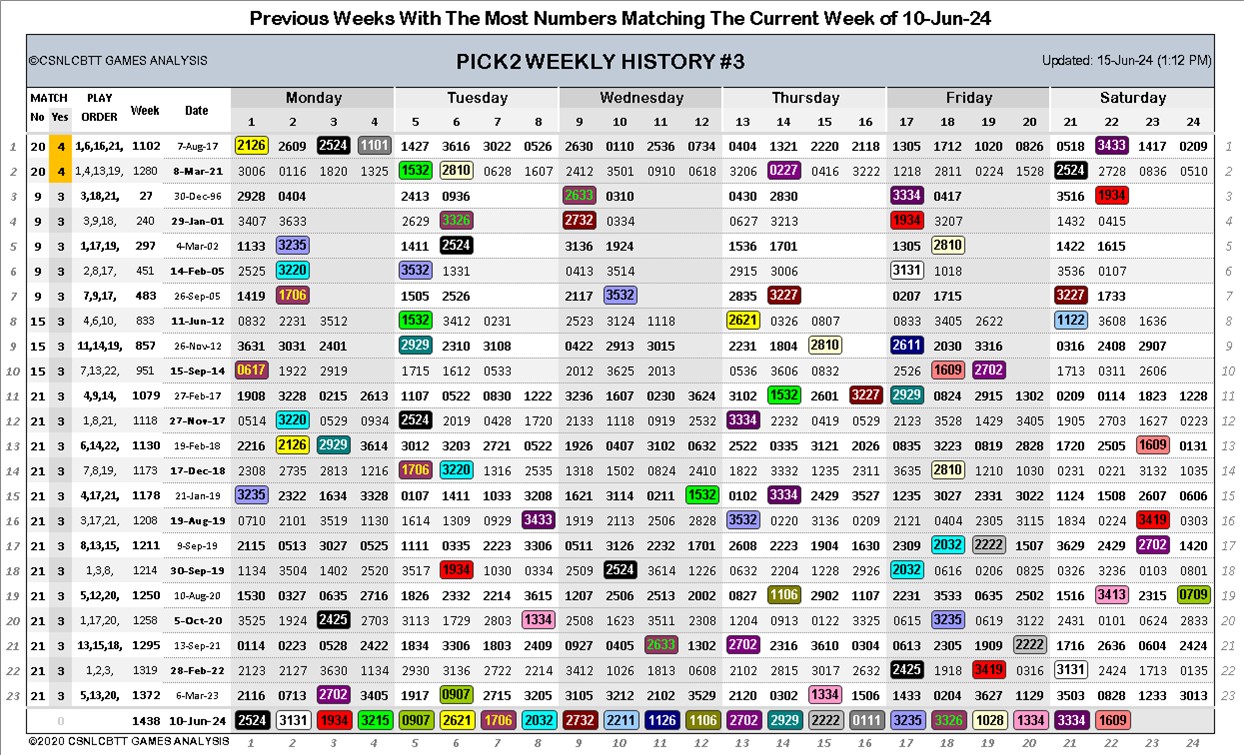 Previous Weeks With The Most Numbers Matching The Current Week of 10-Jun-24
©CSNLCBTT GAMES ANALYSIS PICK2 WEEKLY HISTORY #3 Updated: 15-Jun-24 (1:12 PM)
MATCH PLAY Week Date Monday Tuesday Wednesday Thursday Friday Saturday
No Yes ORDER 1 2 3 4 5 6 7 8 9 10 11 12 13 14 15 16 17 18 19 20 21 22 23 24
1 20 4 1,6,16,21, 1102 7-Aug-17 2126 2609 2524 1101 1427 3616 3022 0526 2630 0110 2536 0734 0404 1321 2220 2118 1305 1712 1020 0826 0518 3433 1417 0209 1
2 20 4 1,4,13,19, 1280 8-Mar-21 3006 0116 1820 1325 1532 2810 0628 1607 2412 3501 0910 0618 3206 0227 0416 3222 1218 2811 0224 1528 2524 2728 0836 0510 2
3 9 3 3,18,21, 27 30-Dec-96 2928 0404 2413 0936 2633 0310 0430 2830 3334 0417 3516 1934 3
4 9 3 3,9,18, 240 29-Jan-01 3407 3633 2629 3326 2732 0334 0627 3213 1934 3207 1432 0415 4
5 9 3 1,17,19, 297 4-Mar-02 1133 3235 1411 2524 3136 1924 1536 1701 1305 2810 1422 1615 5
6 9 3 2,8,17, 451 14-Feb-05 2525 3220 3532 1331 0413 3514 2915 3006 3131 1018 3536 0107 6
7 9 3 7,9,17, 483 26-Sep-05 1419 1706 1505 2526 2117 3532 2835 3227 0207 1715 3227 1733 7
8 15 3 4,6,10, 833 11-Jun-12 0832 2231 3512 1532 3412 0231 2523 3124 1118 2621 0326 0807 0833 3405 2622 1122 3608 1636 8
9 15 3 11,14,19, 857 26-Nov-12 3631 3031 2401 2929 2310 3108 0422 2913 3015 2231 1804 2810 2611 2030 3316 0316 2408 2907 9
10 15 3 7,13,22, 951 15-Sep-14 0617 1922 2919 1715 1612 0533 2012 3625 2013 0536 3606 0832 2526 1609 2702 1713 0311 2606 10
11 21 3 4,9,14, 1079 27-Feb-17 1908 3228 0215 2613 1107 0522 0830 1222 3236 1607 0230 3624 3102 1532 2601 3227 2929 0824 2915 1302 0209 0114 1823 1228 11
12 21 3 1,8,21, 1118 27-Nov-17 0514 3220 0529 0934 2524 2019 0428 1720 2133 1118 0919 2532 3334 2232 0419 0529 2123 3528 1429 3405 1905 2703 1627 0223 12
13 21 3 6,14,22, 1130 19-Feb-18 2216 2126 2929 3614 3012 3203 2721 0522 1926 0407 3102 0632 2522 2335 3121 2026 0835 3223 0819 2828 1720 2505 1609 0131 13
14 21 3 7,8,19, 1173 17-Dec-18 2308 2735 2813 1216 1706 3220 1316 2535 1318 1502 0824 2410 1822 3332 1235 2311 0535 2810 1210 1030 0231 0221 3132 1035 14
15 21 3 4,17,21, 1178 21-Jan-19 3235 2322 1634 3328 0107 1411 1033 3208 1621 3114 0211 1532 0102 3334 2429 3527 1235 3027 2331 3022 1124 1508 2607 0606 15
16 21 3 3,17,21, 1208 19-Aug-19 0710 2101 3519 1130 1614 1309 0929 3433 1919 2113 2506 2828 3532 0220 3136 0209 2121 0404 2305 3115 1834 0224 3419 0303 16
17 21 3 8,13,15, 1211 9-Sep-19 2115 0513 3027 0525 1111 0335 2223 3306 0511 3126 2232 1701 2608 2223 1904 1630 2309 2032 2222 1507 3629 2429 2702 1420 17
18 21 3 1,3,8, 1214 30-Sep-19 1134 3504 1402 2520 3517 1934 1030 0334 2509 2524 3614 1226 0632 2204 1228 2926 2032 0616 0206 0825 0326 3236 0103 0801 18
19 21 3 5,12,20, 1250 10-Aug-20 1530 0327 0635 2716 1826 2332 2214 3615 1207 2506 2513 2002 0827 1106 2902 1107 2231 3533 0635 2502 1015 3413 2315 0709 19
20 21 3 1,17,20, 1258 5-Oct-20 3525 1924 2425 2703 3113 1729 2803 1334 2508 1623 3511 2308 1204 0913 0122 3325 0615 3235 0619 3122 2431 0101 0624 2833 20
21 21 3 13,15,18, 1295 13-Sep-21 0114 0223 0528 2422 1834 3306 1803 2409 0927 0405 2633 1302 2702 2316 3610 0304 0613 2305 1909 2222 1716 2636 0604 2424 21
22 21 3 1,2,3, 1319 28-Feb-22 2123 2127 3630 1134 2930 3136 2722 2214 3412 1026 1813 0608 2102 2815 3017 2632 2425 1918 3419 0316 3131 2424 1713 0135 22
23 21 3 5,13,20, 1372 6-Mar-23 2116 0713 2702 3405 1917 0907 2715 3205 3105 3212 2102 3529 2120 0302 1334 1506 1433 0204 3627 1129 3503 0828 1233 3013 23
0 1438 10-Jun-24 2524 3131 1934 3215 0907 2621 1706 2032 2732 2211 1126 1106 2702 2929 2222 0111 3235 3326 1028 1334 3334 1609
©2020 CSNLCBTT GAMES ANALYSIS 1 2 3 4 5 6 7 8 9 10 11 12 13 14 15 16 17 18 19 20 21 22 23 24